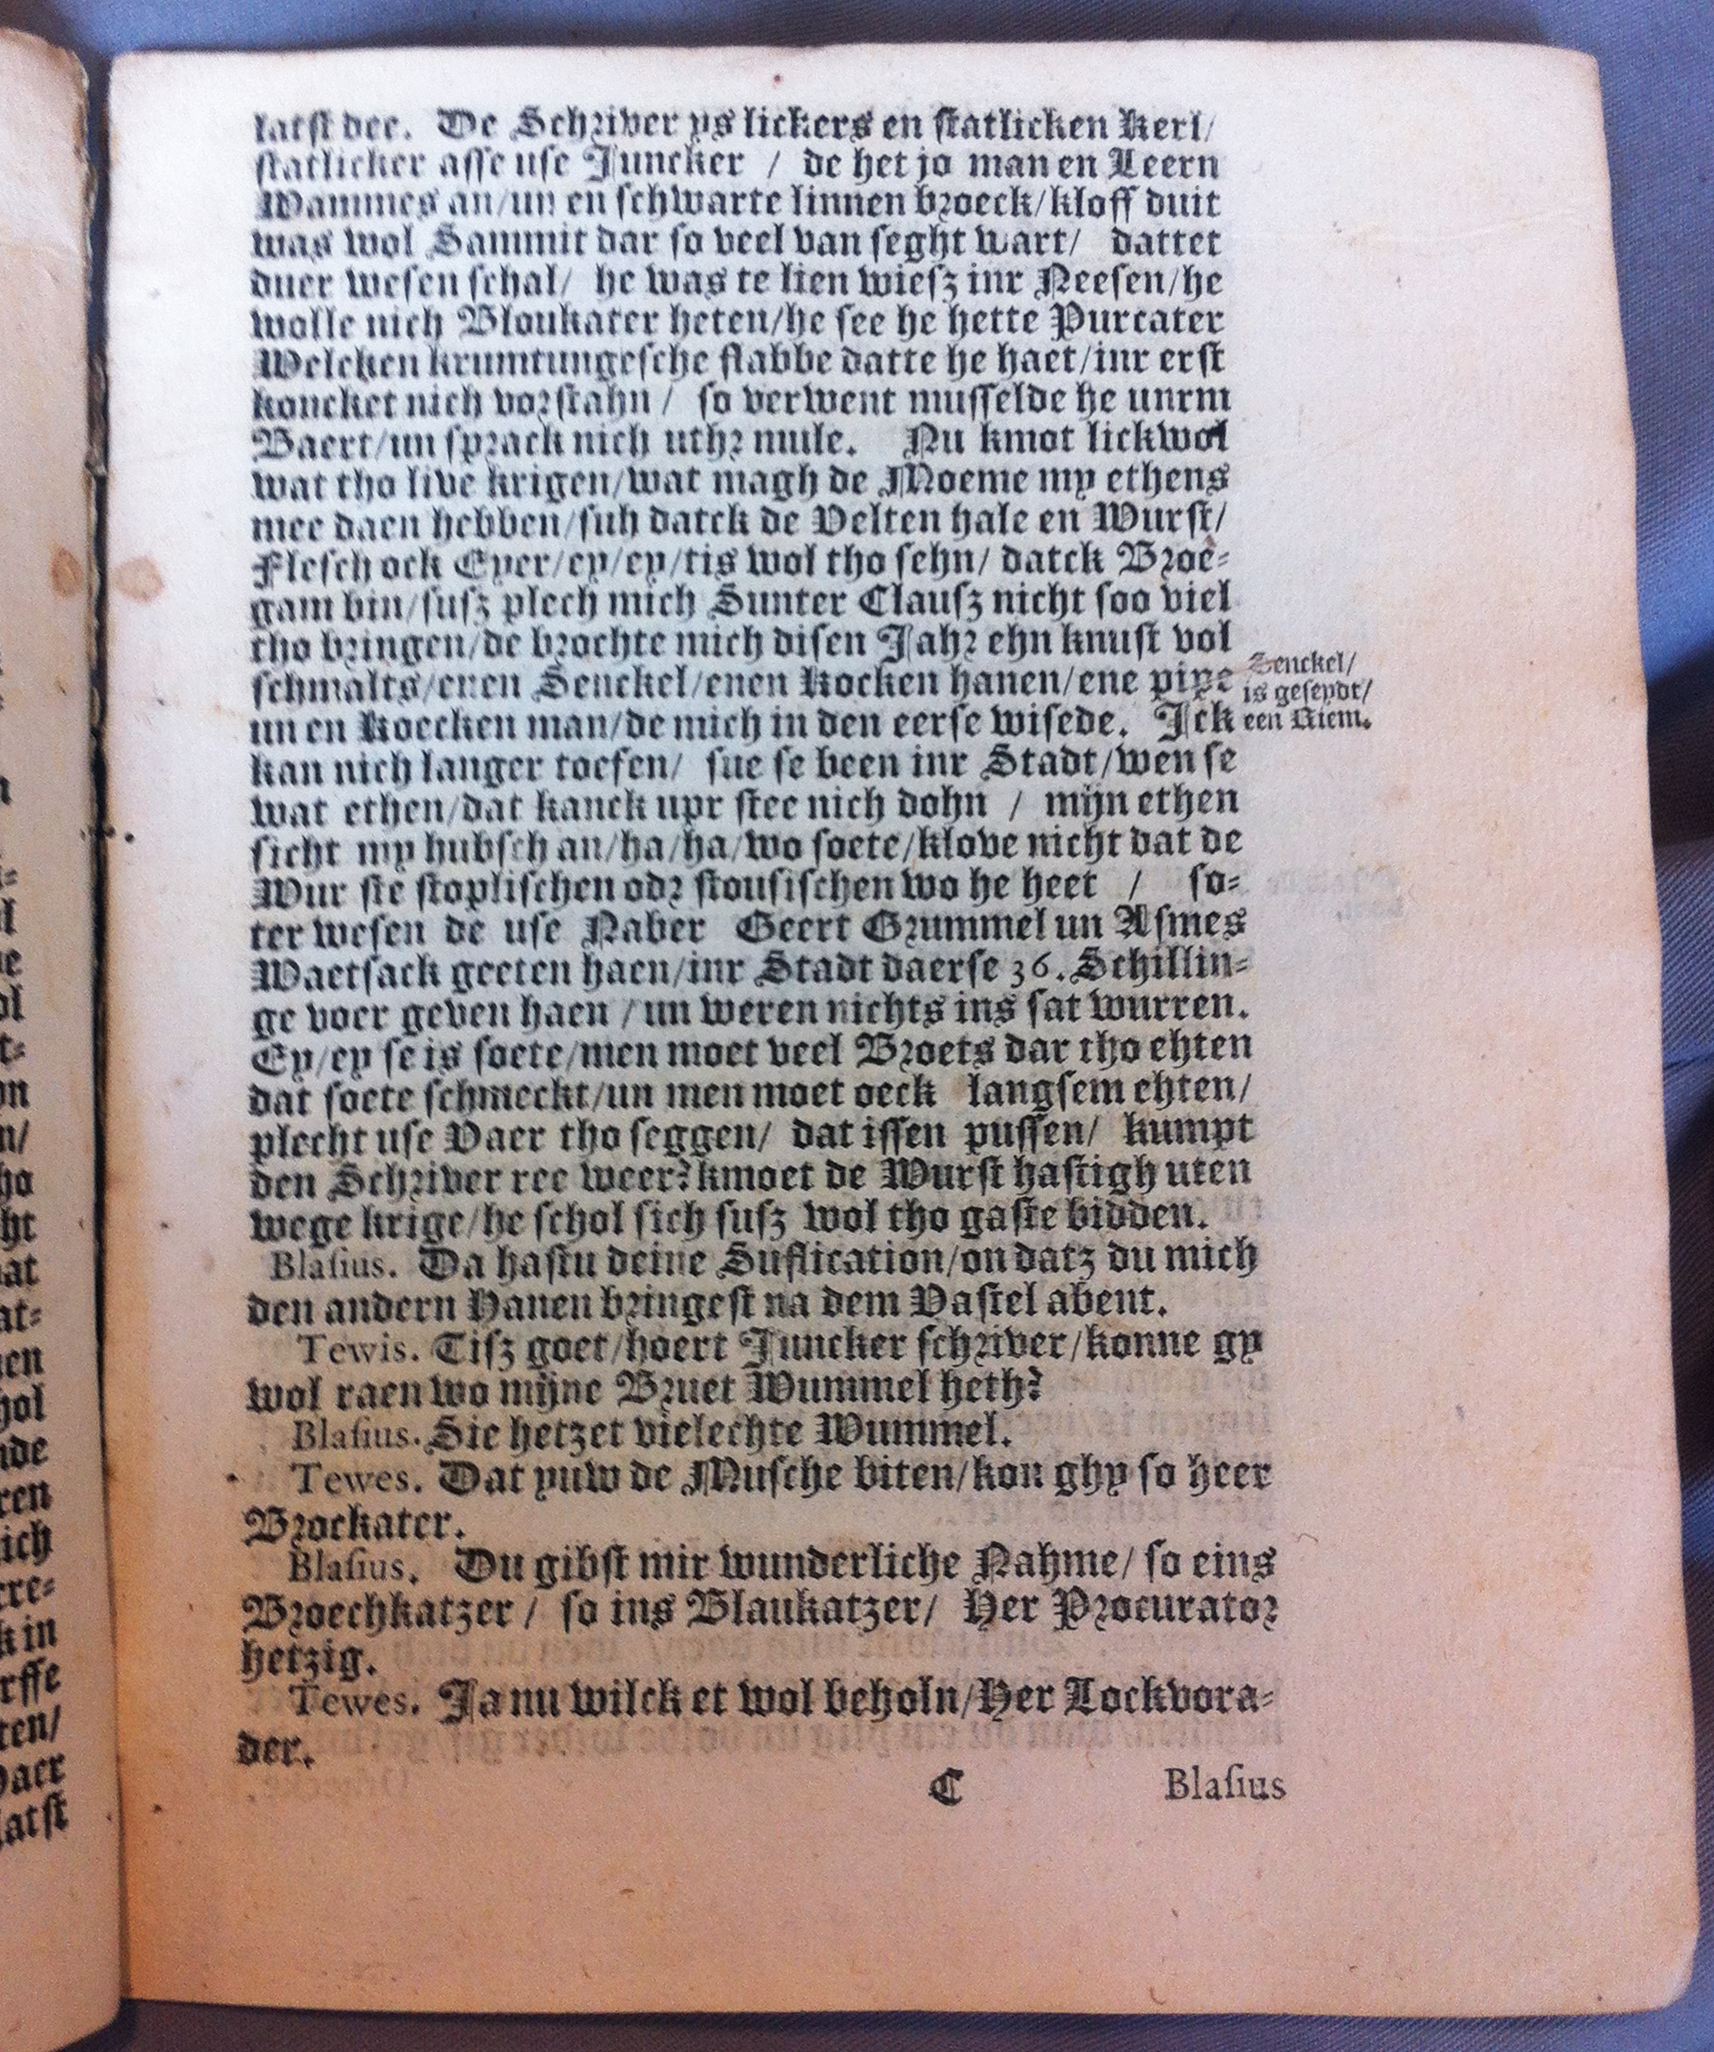 latst dee. De Schriver ys lickers en statlicken Kerl/
statlicker asse use Juncker / de het jo man en Leern
Wammes an/un en schwarte linnen broeck/kloff duit
was wol Sammit dar so veel van seght wart/ dattet
duer wesen schal/ he was te lien wiesz inr Neesen/he
wolle nich Bloukater heten/he see he hette Purcater
Welcken krumtungesche flabbe datte he haet/inr erst
koncket nich vorstahn / so verwent musselde he unrm
Baert/un sprack nich uthr mule. Nu kmot lickwol
wat tho live krigen/wat magh de Moeme my ethens
mee daen hebben/suh datck de Velten hale en Wurst/
Flesch ock Eyer/ey/ey/tis wol tho sehn/ datck Broe-
gam bin/susz plech mich Sunter Clausz nicht soo viel
tho bringen/de brochte mich disen Jahr ehn knust vol
schmalts/enen Senckel/enen Kocken hanen/ene pipe
un en Koecken man/de mich in den eerse wisede. Ick
Senckel/
is geseydt/
een Riem.
kan nich langer toefen/ sue se been inr Stadt/wen se
wat ethen/dat kanck upr stee nich dohn / mijn ethen
sicht my hubsch an/ha/ha/wo soete/klove nicht dat de
Wur ste stoplischen odr stousischen wo he heet / so-
ter wesen de use Naber Geert Grummel un Asmes
Waetsack geeten haen/inr Stadt daerse 36. Schillin-
ge voer geven haen /un weren nichts ins sat wurren.
Ey/ey se is soete/men moet veel Broets dar tho ehten
dat soete schmeckt/un men moet oeck langsem ehten/
plecht use Vaer tho seggen/ dat issen pussen/ kumpt
den Schriver ree weer? kmoet de Wurst hastigh uten
wege krige/he schol sich susz wol tho gaste bidden.
Blasius. Da hastu deine Suflication/on datz du mich
den andern Hanen bringest na dem Vastel abent.
Tewis. Tisz goet/hoert Juncker schriver/konne gy
wol raen wo mijne Bruet Wummel heth?
Blasius. Sie hetzet vielechte Wummel.
Tewes. Dat yuw de Musche biten/kon ghy so heer
Brockater.
Blasius. Du gibst mir wunderliche Nahme/ so eins
Broechkatzer / so ins Blaukatzer/ Her Procurator
hetzig.
Tewes. Ja nu wilck et wol beholn/Her Lockvora-
der.
C Blasius